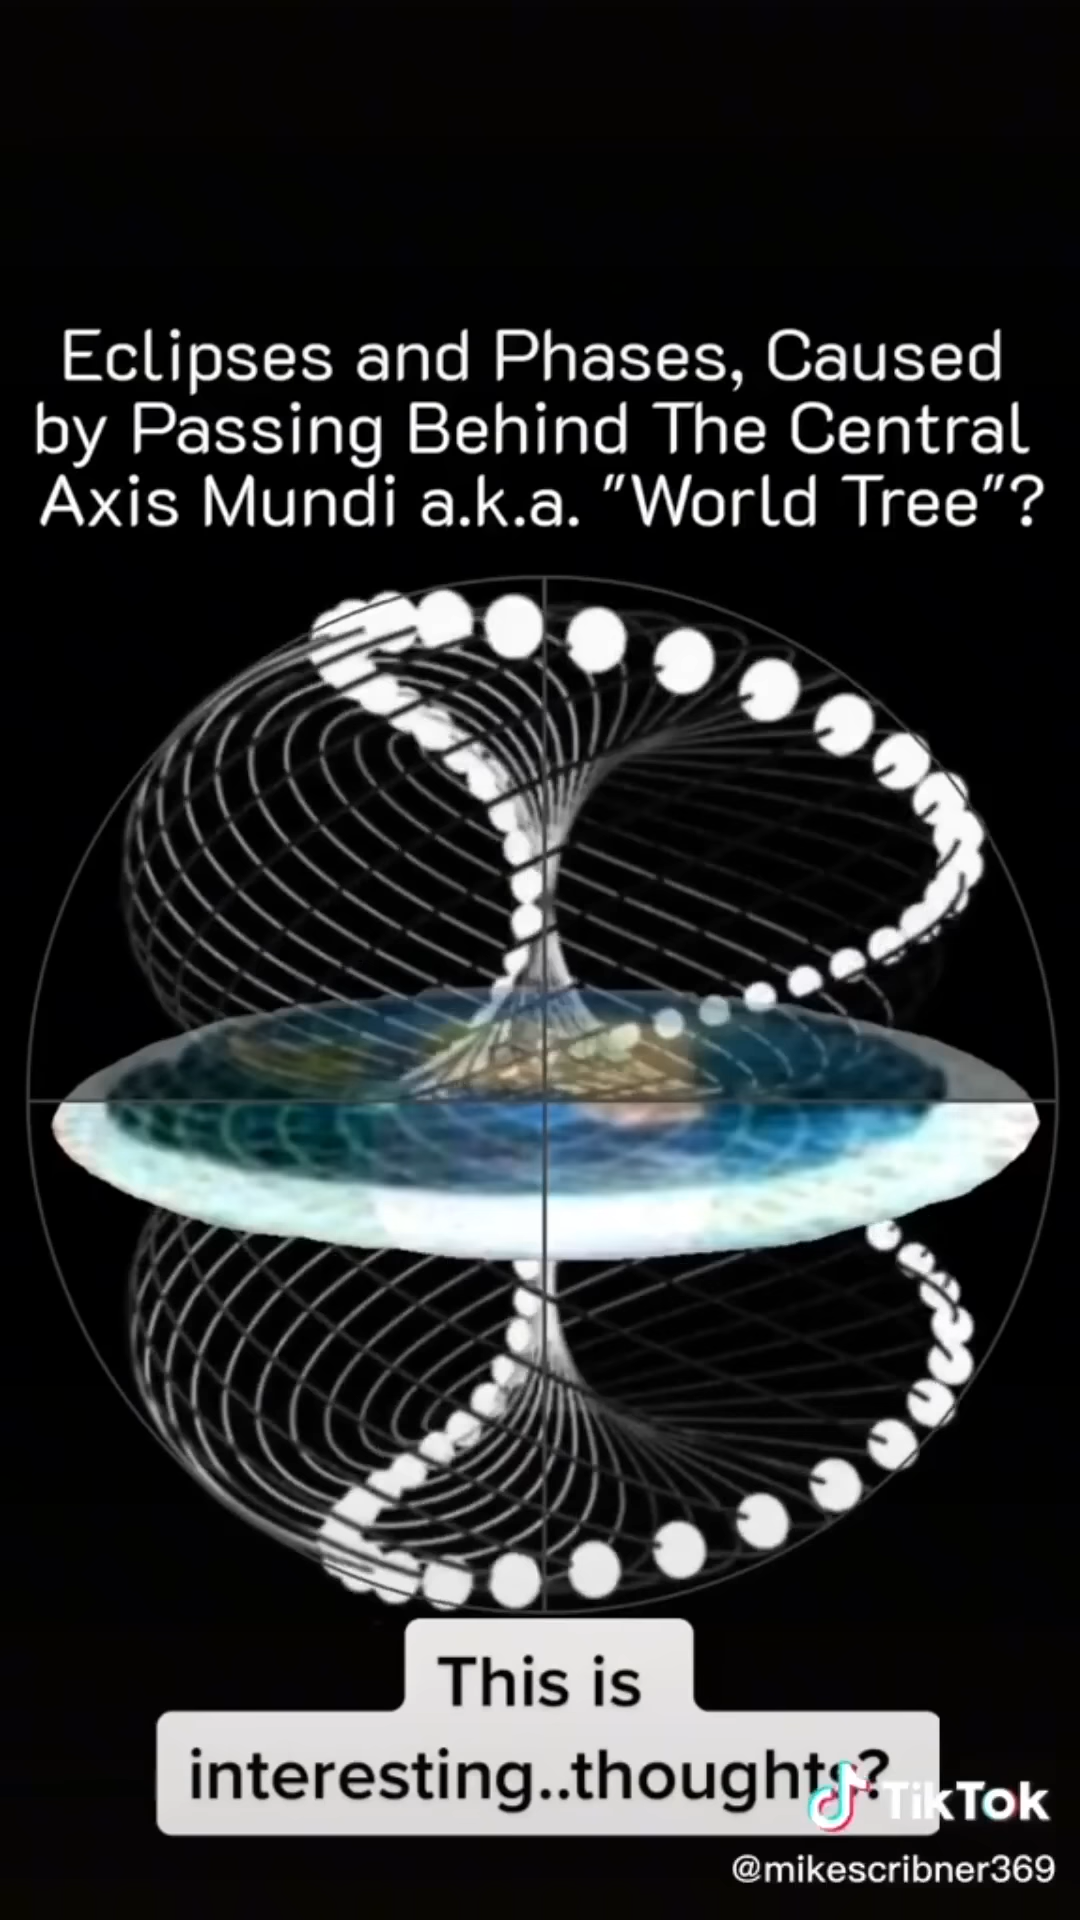 Eclipses and Phases, Caused
by Passing Behind The Central
Axis Mundi a.k.a. "World Tree"?
This is
interesting..thoughts?
TikTok
@mikescribner369